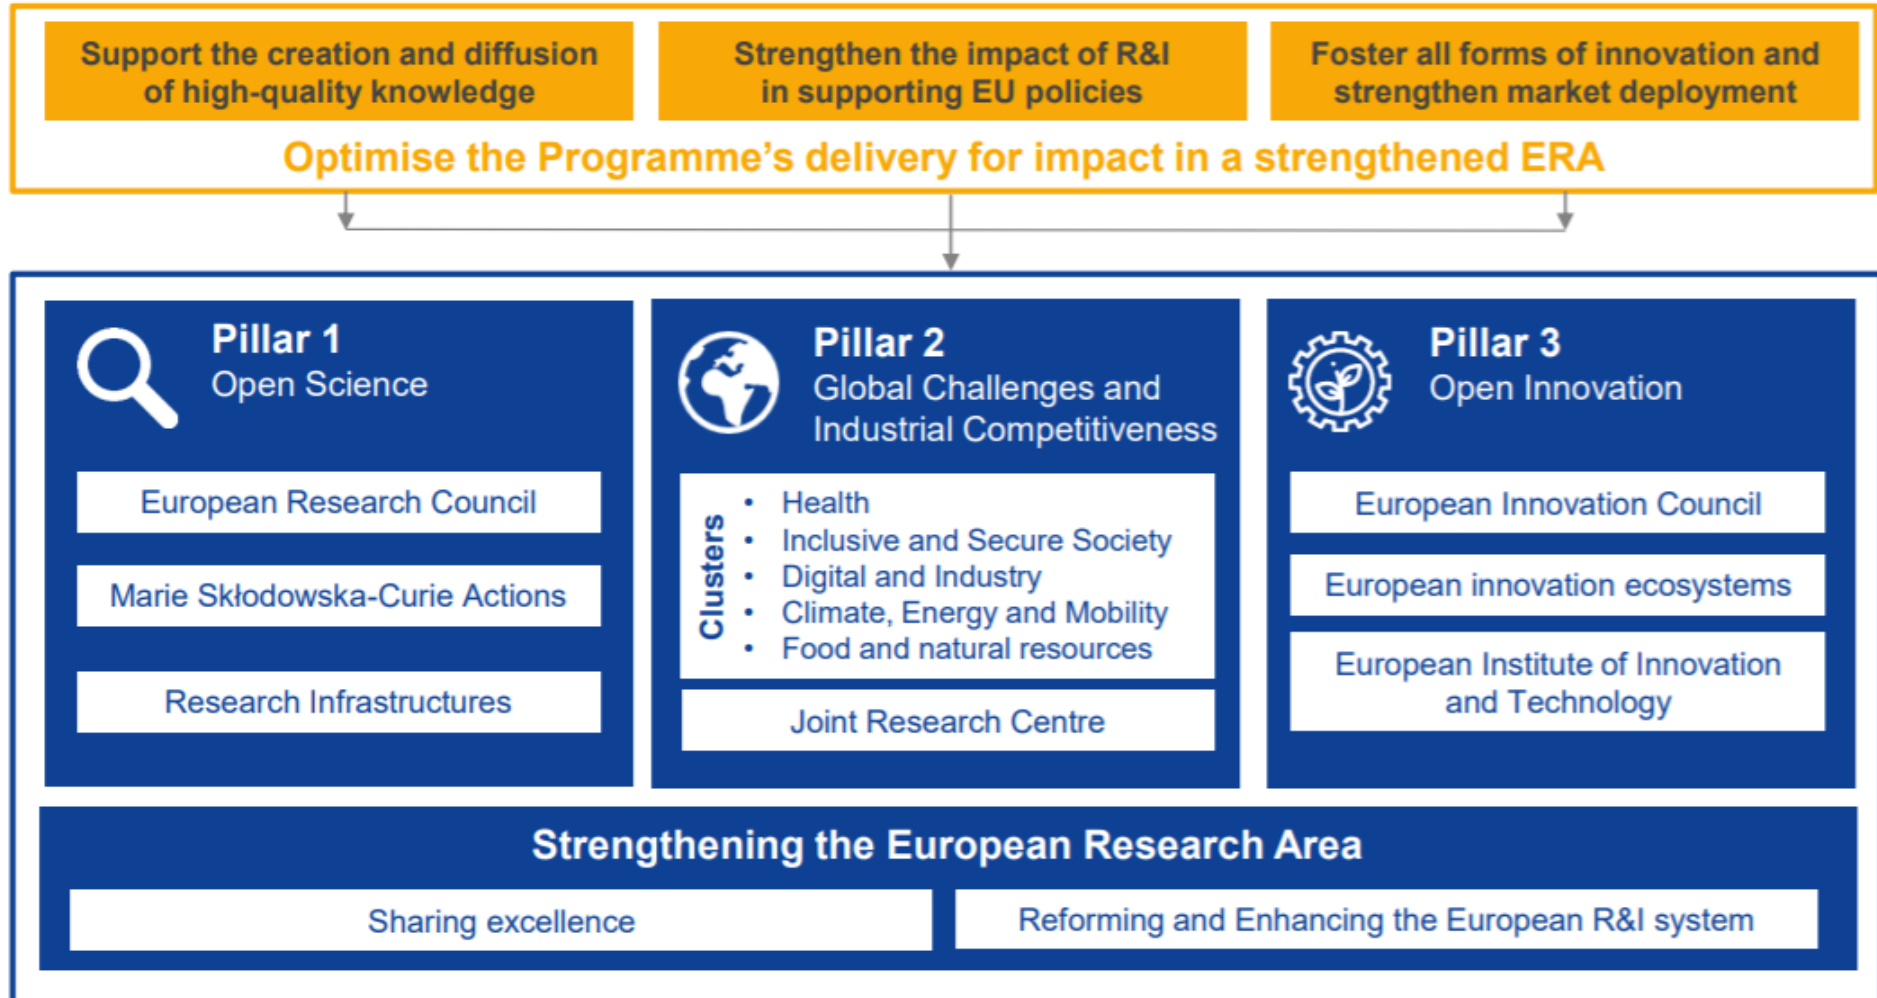 Support the creation and diffusion
of high-quality knowledge
Strengthen the impact of R&I
in supporting EU policies
Foster all forms of innovation and
strengthen market deployment
Optimise the Programme's delivery for impact in a strengthened ERA
Pillar 1
Open Science
European Research Council
Marie Skłodowska-Curie Actions
Research Infrastructures
Pillar 2
Global Challenges and
Industrial Competitiveness
Clusters
• Health
• Inclusive and Secure Society
• Digital and Industry
• Climate, Energy and Mobility
• Food and natural resources
Joint Research Centre
Pillar 3
Open Innovation
European Innovation Council
European innovation ecosystems
European Institute of Innovation
and Technology
Strengthening the European Research Area
Sharing excellence
Reforming and Enhancing the European R&I system